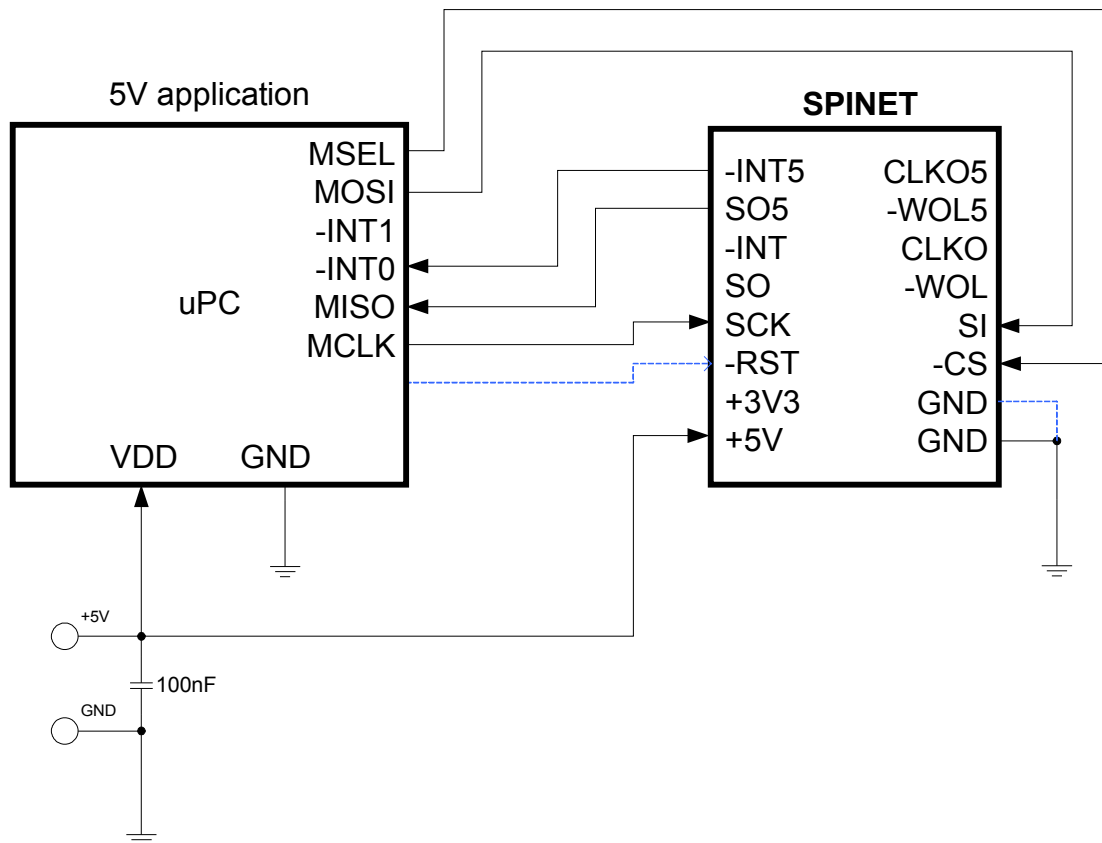 5V application
MSEL
MOSI
-INT1
-INT0
MISO
MCLK
uPC
VDD GND
SPINET
-INT5 CLKO5
SO5 -WOL5
-INT CLKO
SO -WOL
SCK SI
-RST -CS
+3V3 GND
+5V GND
+5V
100nF
GND